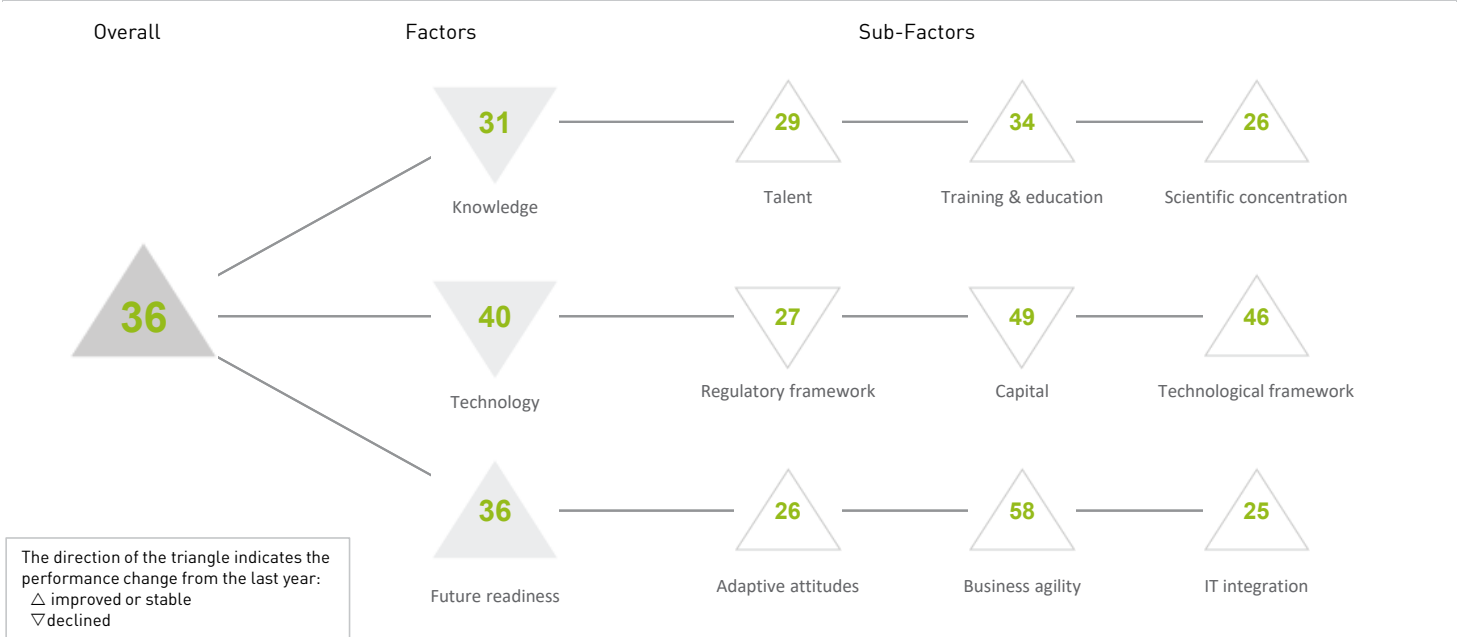 Overall Factors Sub-Factors
31 29 34 26
Knowledge Talent Training & education Scientific concentration
36 40 27 49 46
Technology Regulatory framework Capital Technological framework
36 26 58 25
Future readiness Adaptive attitudes Business agility IT integration
The direction of the triangle indicates the
performance change from the last year:
△ improved or stable
▽ declined